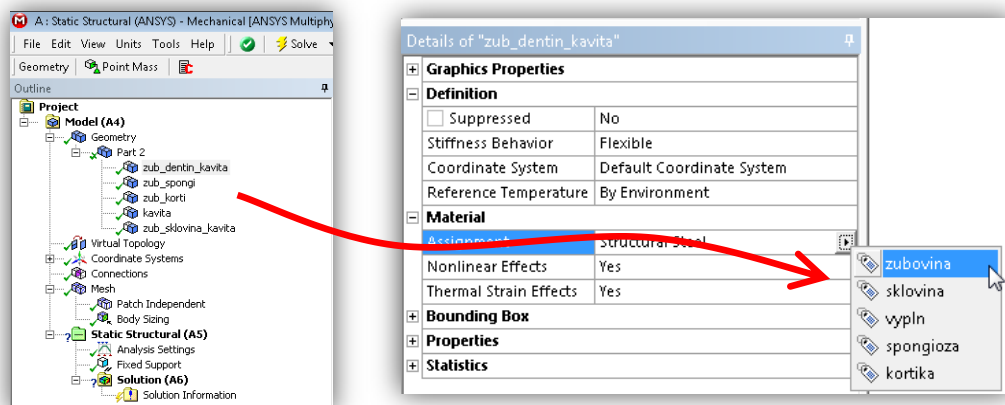 A : Static Structural (ANSYS) - Mechanical [ANSYS Multiphy
File Edit View Units Tools Help Solve
Geometry Point Mass
Outline
Project
Model (A4)
Geometry
Part 2
zub_dentin_kavita
zub_spongi
zub_korti
kavita
zub_sklovina_kavita
Virtual Topology
Coordinate Systems
Connections
Mesh
Patch Independent
Body Sizing
Static Structural (A5)
Analysis Settings
Fixed Support
Solution (A6)
Solution Information
Details of "zub_dentin_kavita"
Graphics Properties
Definition
Suppressed No
Stiffness Behavior Flexible
Coordinate System Default Coordinate System
Reference Temperature By Environment
Material
Assignment Structural Steel
Nonlinear Effects Yes
Thermal Strain Effects Yes
Bounding Box
Properties
Statistics
zubovina
sklovina
vypln
spongioza
kortika